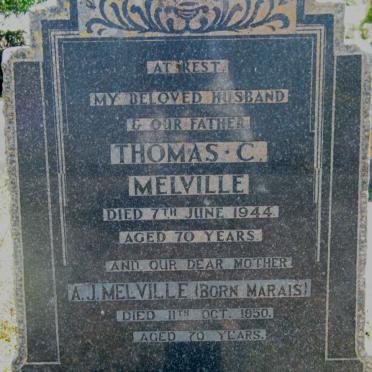 AT REST
MY BELOVED HUSBAND
& OUR FATHER
THOMAS · C.
MELVILLE
DIED 7TH JUNE 1944.
AGED 70 YEARS
AND OUR DEAR MOTHER
A.J. MELVILLE (BORN MARAIS)
DIED 11TH OCT. 1950.
AGED 70 YEARS.